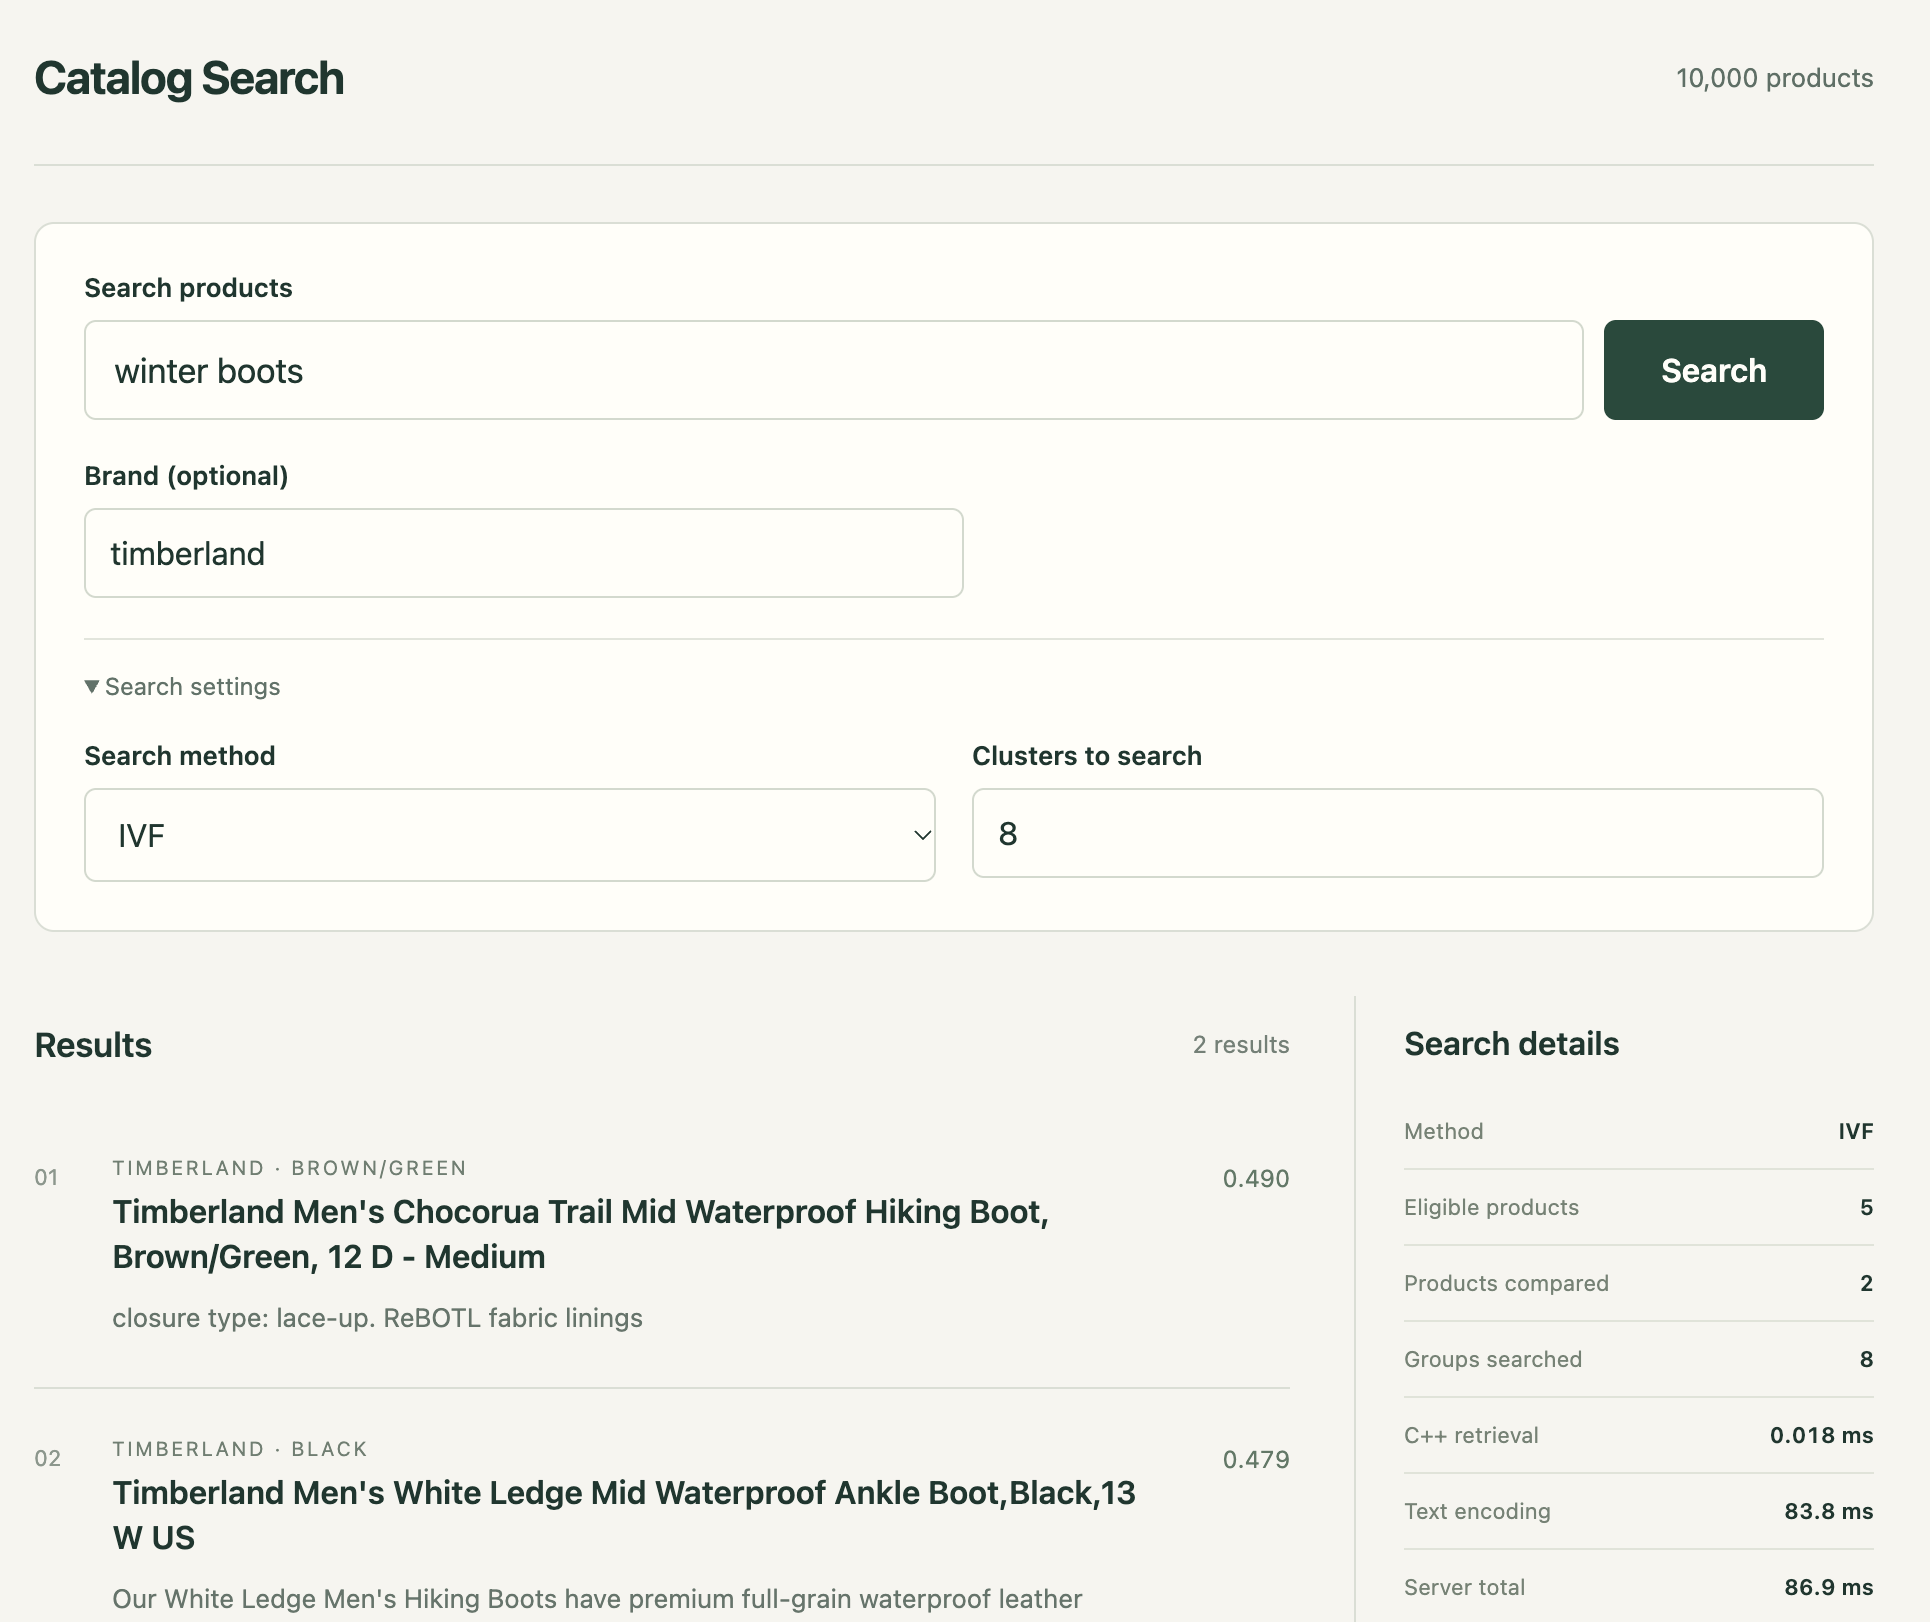 Catalog Search
10,000 products
Search products
winter boots
Search
Brand (optional)
timberland
Search settings
Search method
Clusters to search
IVF
8
Results
2 results
01
TIMBERLAND · BROWN/GREEN
0.490
Timberland Men's Chocorua Trail Mid Waterproof Hiking Boot,
Brown/Green, 12 D - Medium
closure type: lace-up. ReBOTL fabric linings
02
TIMBERLAND · BLACK
0.479
Timberland Men's White Ledge Mid Waterproof Ankle Boot,Black,13
W US
Our White Ledge Men's Hiking Boots have premium full-grain waterproof leather
Search details
Method IVF
Eligible products 5
Products compared 2
Groups searched 8
C++ retrieval 0.018 ms
Text encoding 83.8 ms
Server total 86.9 ms